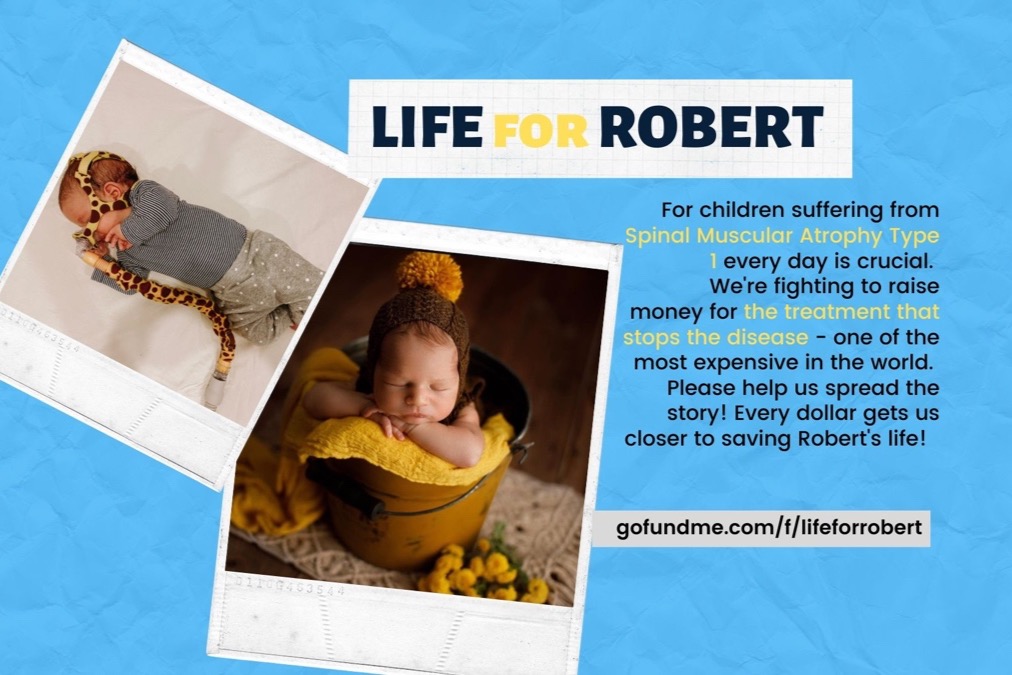 LIFE FOR ROBERT
For children suffering from
Spinal Muscular Atrophy Type
1 every day is crucial.
We're fighting to raise
money for the treatment that
stops the disease - one of the
most expensive in the world.
Please help us spread the
story! Every dollar gets us
closer to saving Robert's life!
gofundme.com/f/lifeforrobert